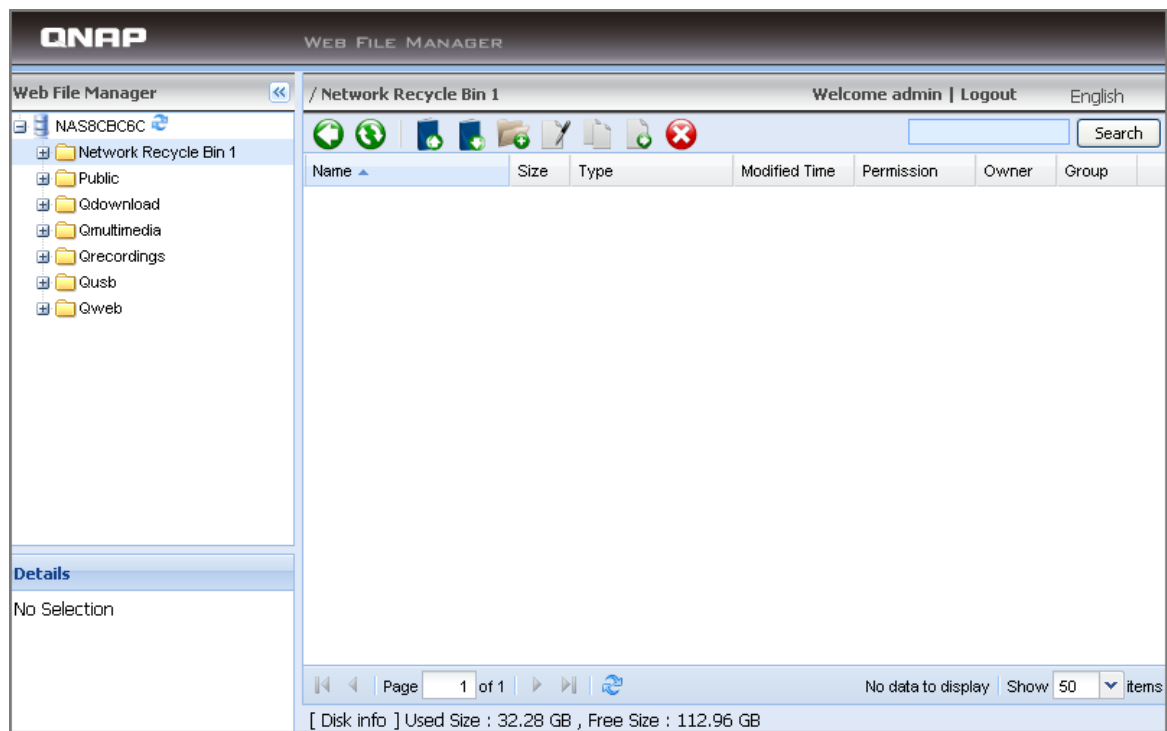 QNAP
WEB FILE MANAGER
Web File Manager
/ Network Recycle Bin 1
Welcome admin | Logout
English
NAS8CBC6C
Network Recycle Bin 1
Public
Qdownload
Qmultimedia
Qrecordings
Qusb
Qweb
Search
Name
Size
Type
Modified Time
Permission
Owner
Group
Details
No Selection
Page 1 of 1
No data to display
Show 50 items
[ Disk info ] Used Size : 32.28 GB , Free Size : 112.96 GB